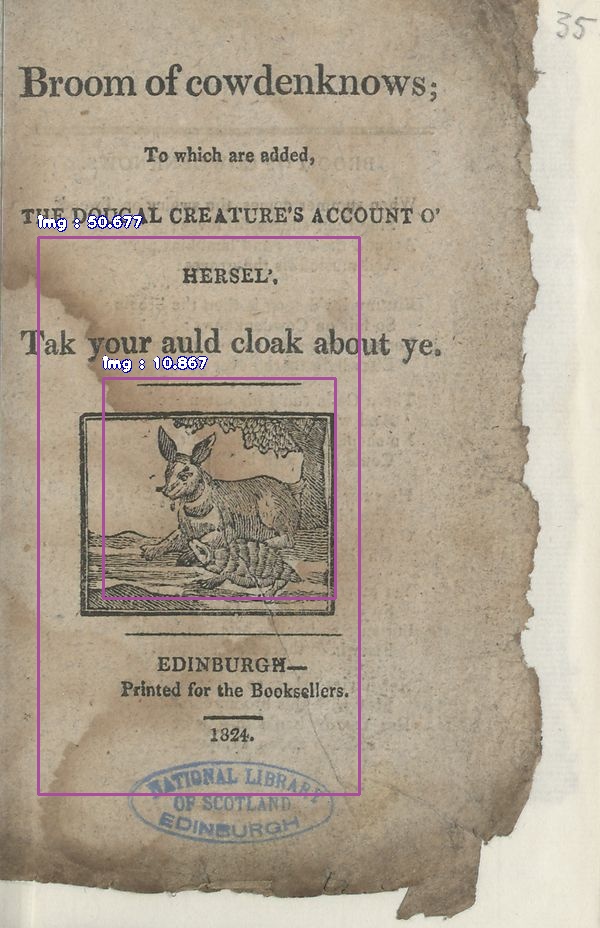 35
Broom of cowdenknows;
To which are added,
THE DOUGAL CREATURE'S ACCOUNT O'
Img : 50.677
HERSEL'.
Tak your auld cloak about ye.
Img : 10.867
EDINBURGH—
Printed for the Booksellers.
1824.
NATIONAL LIBRARY
OF SCOTLAND
EDINBURGH